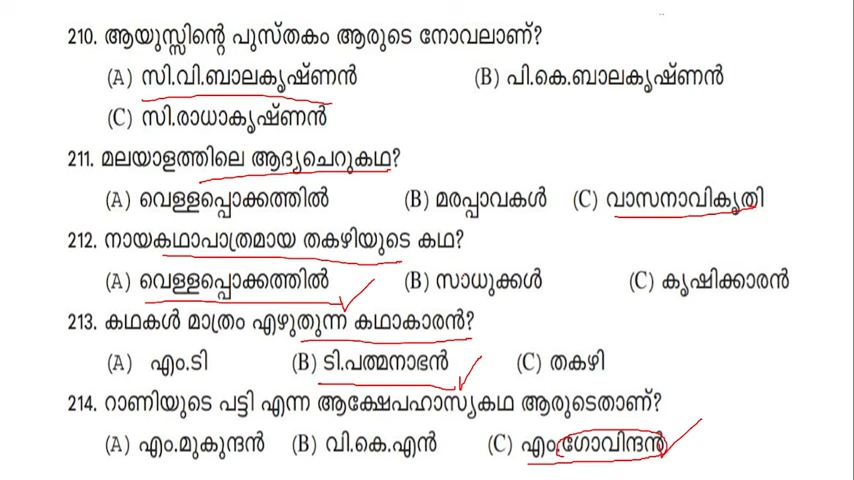 210. ആയുസ്സിന്റെ പുസ്തകം ആരുടെ നോവലാണ്?
(A) സി.വി.ബാലകൃഷ്ണൻ (B) പി.കെ.ബാലകൃഷ്ണൻ
(C) സി.രാധാകൃഷ്ണൻ
211. മലയാളത്തിലെ ആദ്യചെറുകഥ?
(A) വെള്ളപ്പൊക്കത്തിൽ (B) മരപ്പാവകൾ (C) വാസനാവികൃതി
212. നായകഥാപാത്രമായ തകഴിയുടെ കഥ?
(A) വെള്ളപ്പൊക്കത്തിൽ (B) സാധുക്കൾ (C) കൃഷിക്കാരൻ
213. കഥകൾ മാത്രം എഴുതുന്ന കഥാകാരൻ?
(A) എം.ടി (B) ടി.പത്മനാഭൻ (C) തകഴി
214. റാണിയുടെ പട്ടി എന്ന ആക്ഷേപഹാസ്യകഥ ആരുടെതാണ്?
(A) എം.മുകുന്ദൻ (B) വി.കെ.എൻ (C) എം.ഗോവിന്ദൻ